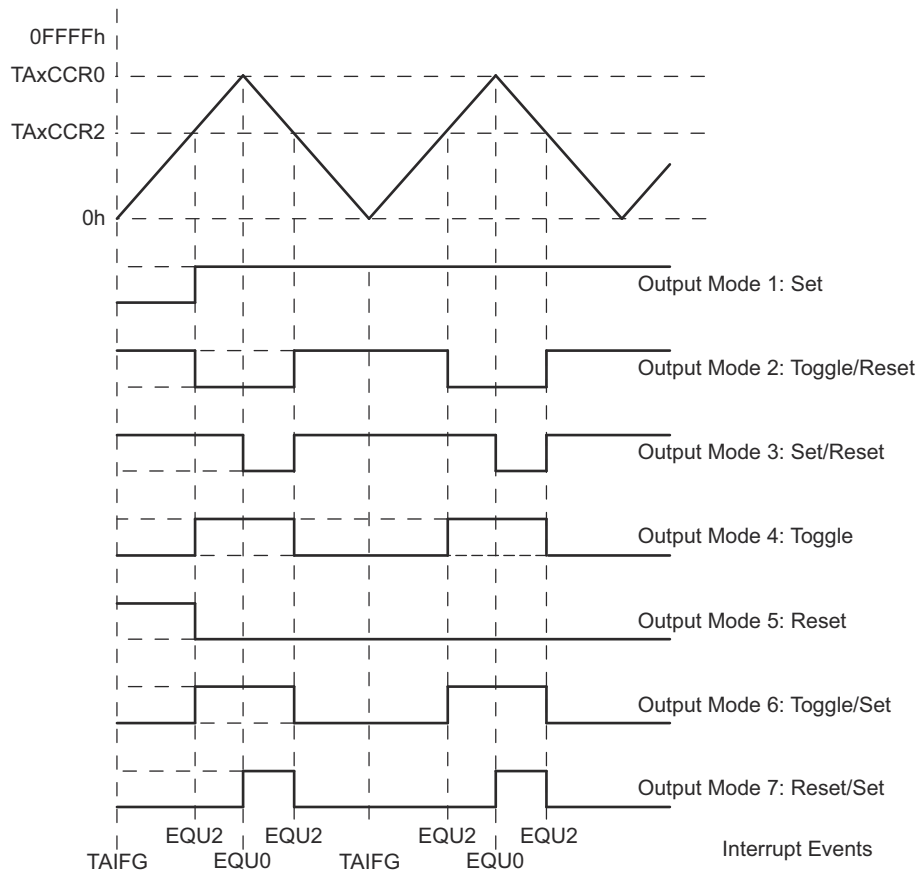 0FFFFh
TAxCCR0
TAxCCR2
0h
Output Mode 1: Set
Output Mode 2: Toggle/Reset
Output Mode 3: Set/Reset
Output Mode 4: Toggle
Output Mode 5: Reset
Output Mode 6: Toggle/Set
Output Mode 7: Reset/Set
EQU2 EQU2 EQU2 EQU2
TAIFG EQU0 TAIFG EQU0 Interrupt Events